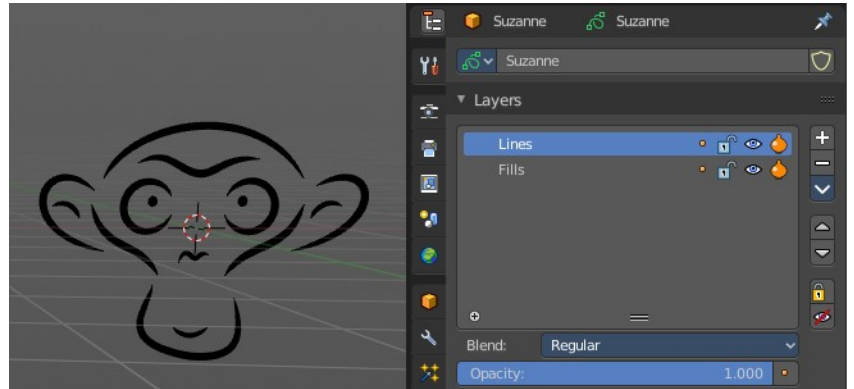 Suzanne Suzanne
Suzanne
Layers
Lines
Fills
Blend: Regular
Opacity: 1.000